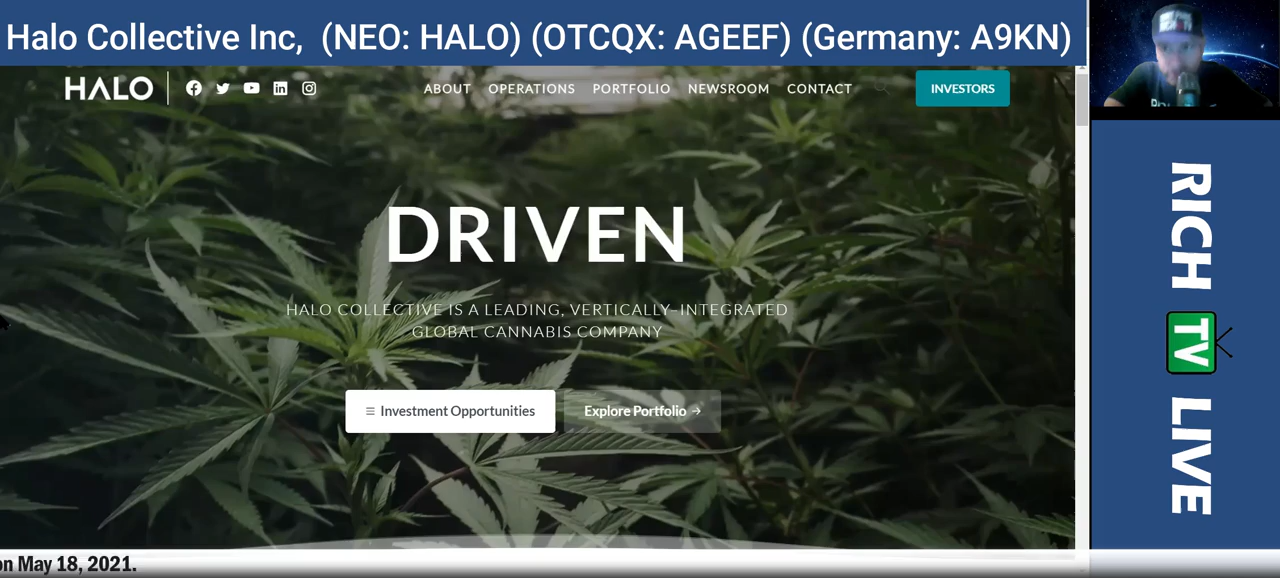 Halo Collective Inc, (NEO: HALO) (OTCQX: AGEEF) (Germany: A9KN)
HALO
ABOUT OPERATIONS PORTFOLIO NEWSROOM CONTACT INVESTORS
DRIVEN
HALO COLLECTIVE IS A LEADING, VERTICALLY-INTEGRATED
GLOBAL CANNABIS COMPANY
Investment Opportunities
Explore Portfolio →
RICH TV LIVE
on May 18, 2021.